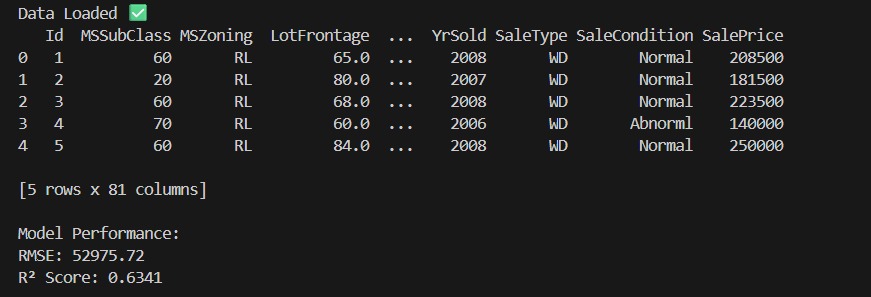 Data Loaded ✅
Id MSSubClass MSZoning LotFrontage ... YrSold SaleType SaleCondition SalePrice
0 1 60 RL 65.0 ... 2008 WD Normal 208500
1 2 20 RL 80.0 ... 2007 WD Normal 181500
2 3 60 RL 68.0 ... 2008 WD Normal 223500
3 4 70 RL 60.0 ... 2006 WD Abnorml 140000
4 5 60 RL 84.0 ... 2008 WD Normal 250000
[5 rows x 81 columns]
Model Performance:
RMSE: 52975.72
R² Score: 0.6341